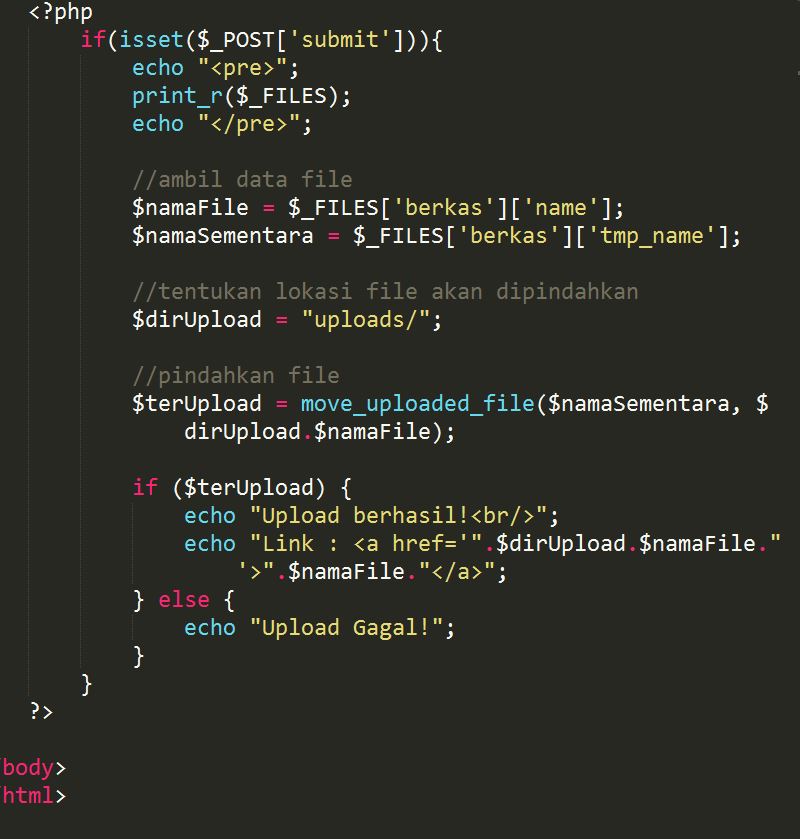 <?php
if(isset($_POST['submit'])){
echo "<pre>";
print_r($_FILES);
echo "</pre>";
//ambil data file
$namaFile = $_FILES['berkas']['name'];
$namaSementara = $_FILES['berkas']['tmp_name'];
//tentukan lokasi file akan dipindahkan
$dirUpload = "uploads/";
//pindahkan file
$terUpload = move_uploaded_file($namaSementara, $
dirUpload.$namaFile);
if ($terUpload) {
echo "Upload berhasil!<br/>";
echo "Link : <a href='".$dirUpload.$namaFile."
'>".$namaFile."</a>";
} else {
echo "Upload Gagal!";
}
}
?>
body>
html>